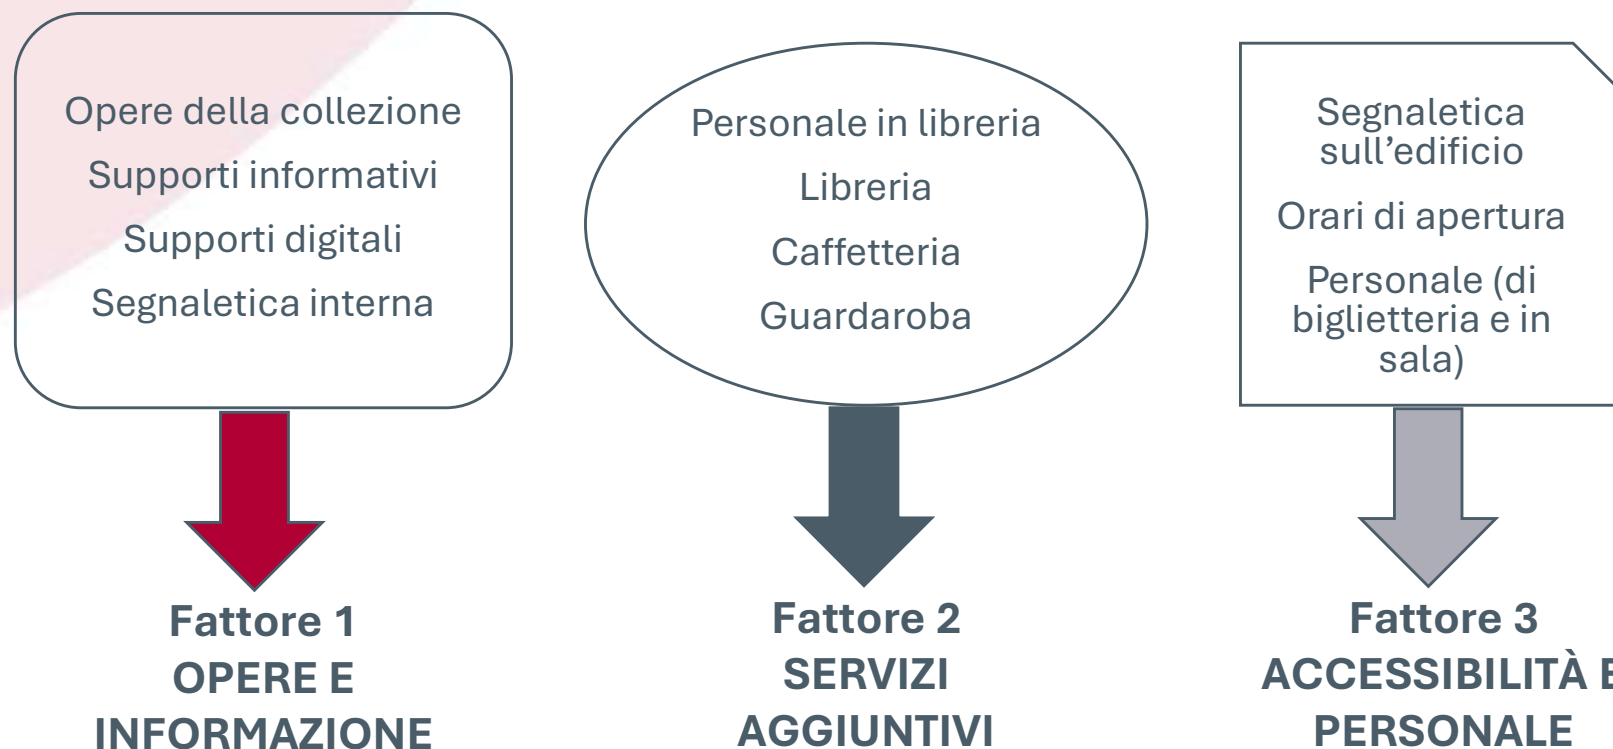 Opere della collezione
Supporti informativi
Supporti digitali
Segnaletica interna
Fattore 1
OPERE E
INFORMAZIONE
Personale in libreria
Libreria
Caffetteria
Guardaroba
Fattore 2
SERVIZI
AGGIUNTIVI
Segnaletica
sull’edificio
Orari di apertura
Personale (di
biglietteria e in
sala)
Fattore 3
ACCESSIBILITÀ E
PERSONALE